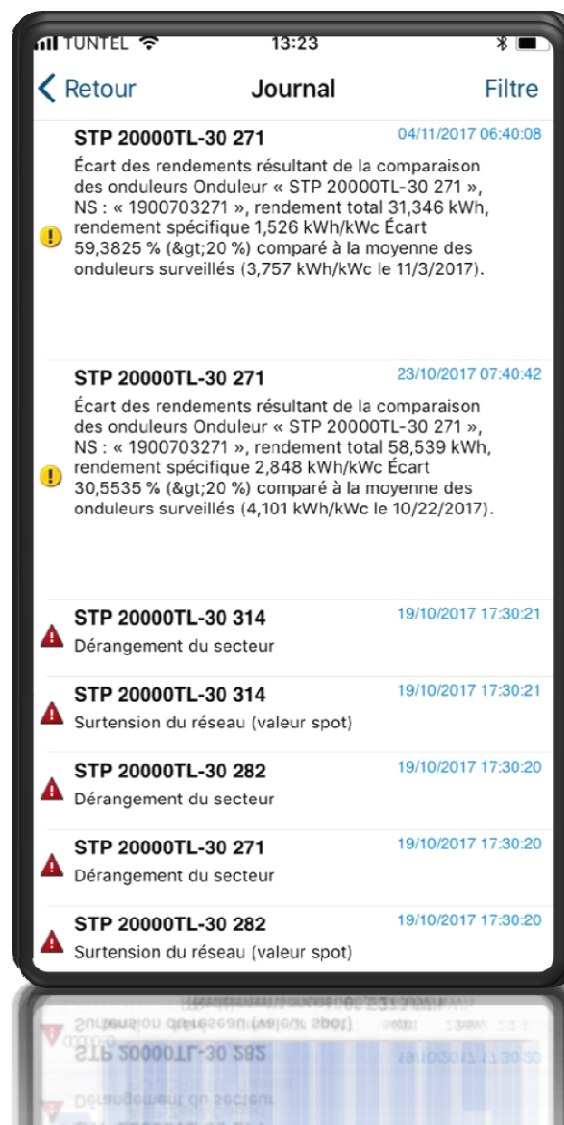 TUNTEL 13:23
Retour Journal Filtre
STP 20000TL-30 271 04/11/2017 06:40:08
Écart des rendements résultant de la comparaison
des onduleurs Onduleur « STP 20000TL-30 271 »,
NS : « 1900703271 », rendement total 31,346 kWh,
rendement spécifique 1,526 kWh/kWc Écart
59,3825 % (&gt;20 %) comparé à la moyenne des
onduleurs surveillés (3,757 kWh/kWc le 11/3/2017).
STP 20000TL-30 271 23/10/2017 07:40:42
Écart des rendements résultant de la comparaison
des onduleurs Onduleur « STP 20000TL-30 271 »,
NS : « 1900703271 », rendement total 58,539 kWh,
rendement spécifique 2,848 kWh/kWc Écart
30,5535 % (&gt;20 %) comparé à la moyenne des
onduleurs surveillés (4,101 kWh/kWc le 10/22/2017).
STP 20000TL-30 314 19/10/2017 17:30:21
Dérangement du secteur
STP 20000TL-30 314 19/10/2017 17:30:21
Surtension du réseau (valeur spot)
STP 20000TL-30 282 19/10/2017 17:30:20
Dérangement du secteur
STP 20000TL-30 271 19/10/2017 17:30:20
Dérangement du secteur
STP 20000TL-30 282 19/10/2017 17:30:20
Surtension du réseau (valeur spot)